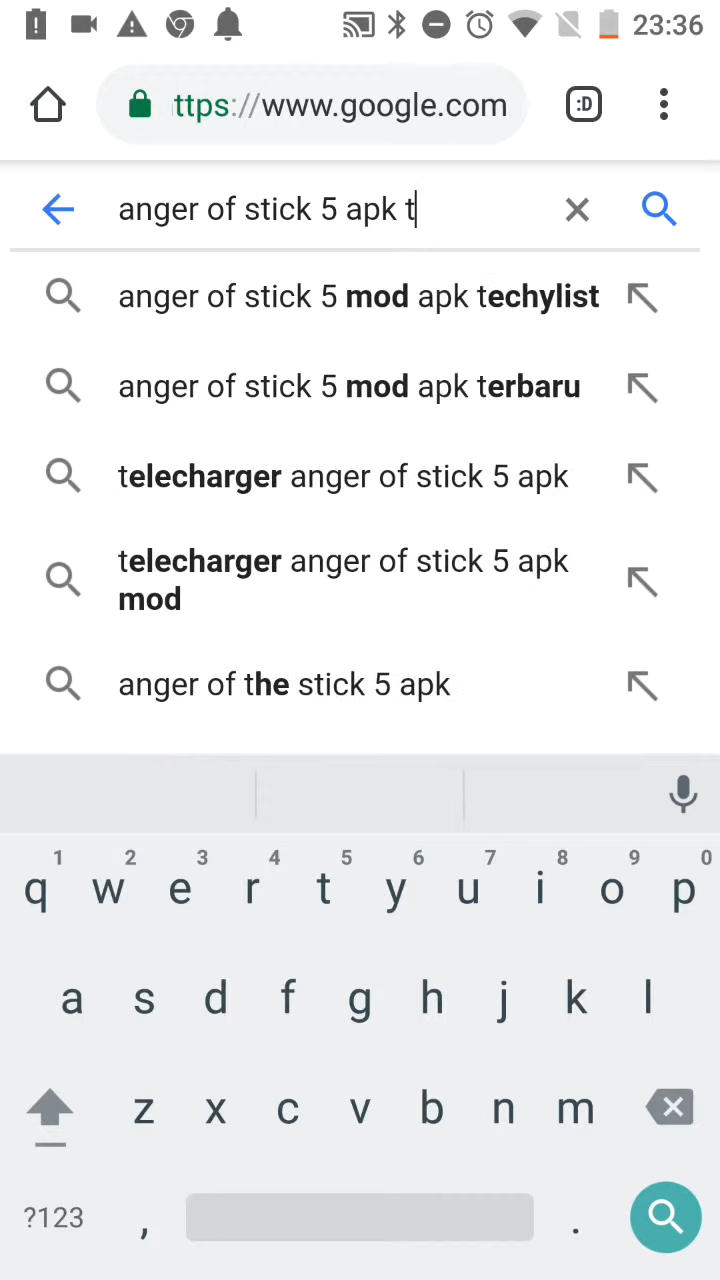 23:36
ttps://www.google.com
:D
anger of stick 5 apk t
anger of stick 5 mod apk techylist
anger of stick 5 mod apk terbaru
telecharger anger of stick 5 apk
telecharger anger of stick 5 apk
mod
anger of the stick 5 apk
1 2 3 4 5 6 7 8 9 0
q w e r t y u i o p
a s d f g h j k l
z x c v b n m
?123 , .